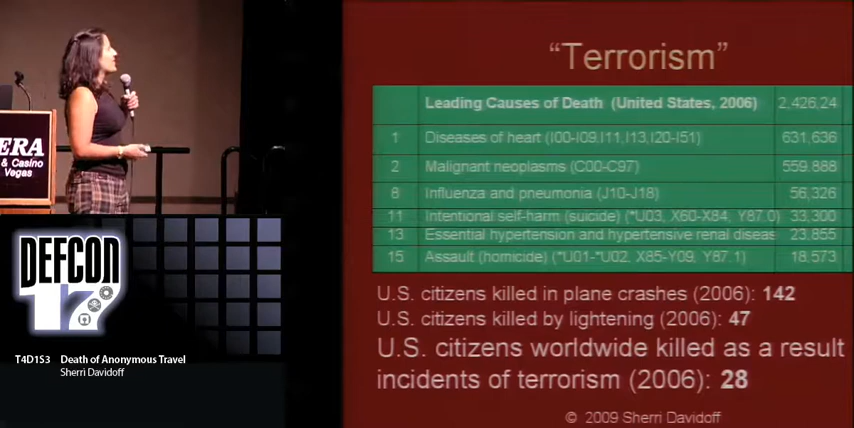 "Terrorism"
Leading Causes of Death (United States, 2006) 2,426,24
1 Diseases of heart (I00-I09,I11,I13,I20-I51) 631,636
2 Malignant neoplasms (C00-C97) 559,888
8 Influenza and pneumonia (J10-J18) 56,326
11 Intentional self-harm (suicide) (*U03, X60-X84, Y87.0) 33,300
13 Essential hypertension and hypertensive renal diseas 23,855
15 Assault (homicide) (*U01-*U02, X85-Y09, Y87.1) 18,573
U.S. citizens killed in plane crashes (2006): 142
U.S. citizens killed by lightening (2006): 47
U.S. citizens worldwide killed as a result
incidents of terrorism (2006): 28
© 2009 Sherri Davidoff
ERA
& Casino
Vegas
DEFCON
17
T4D1S3 Death of Anonymous Travel
Sherri Davidoff